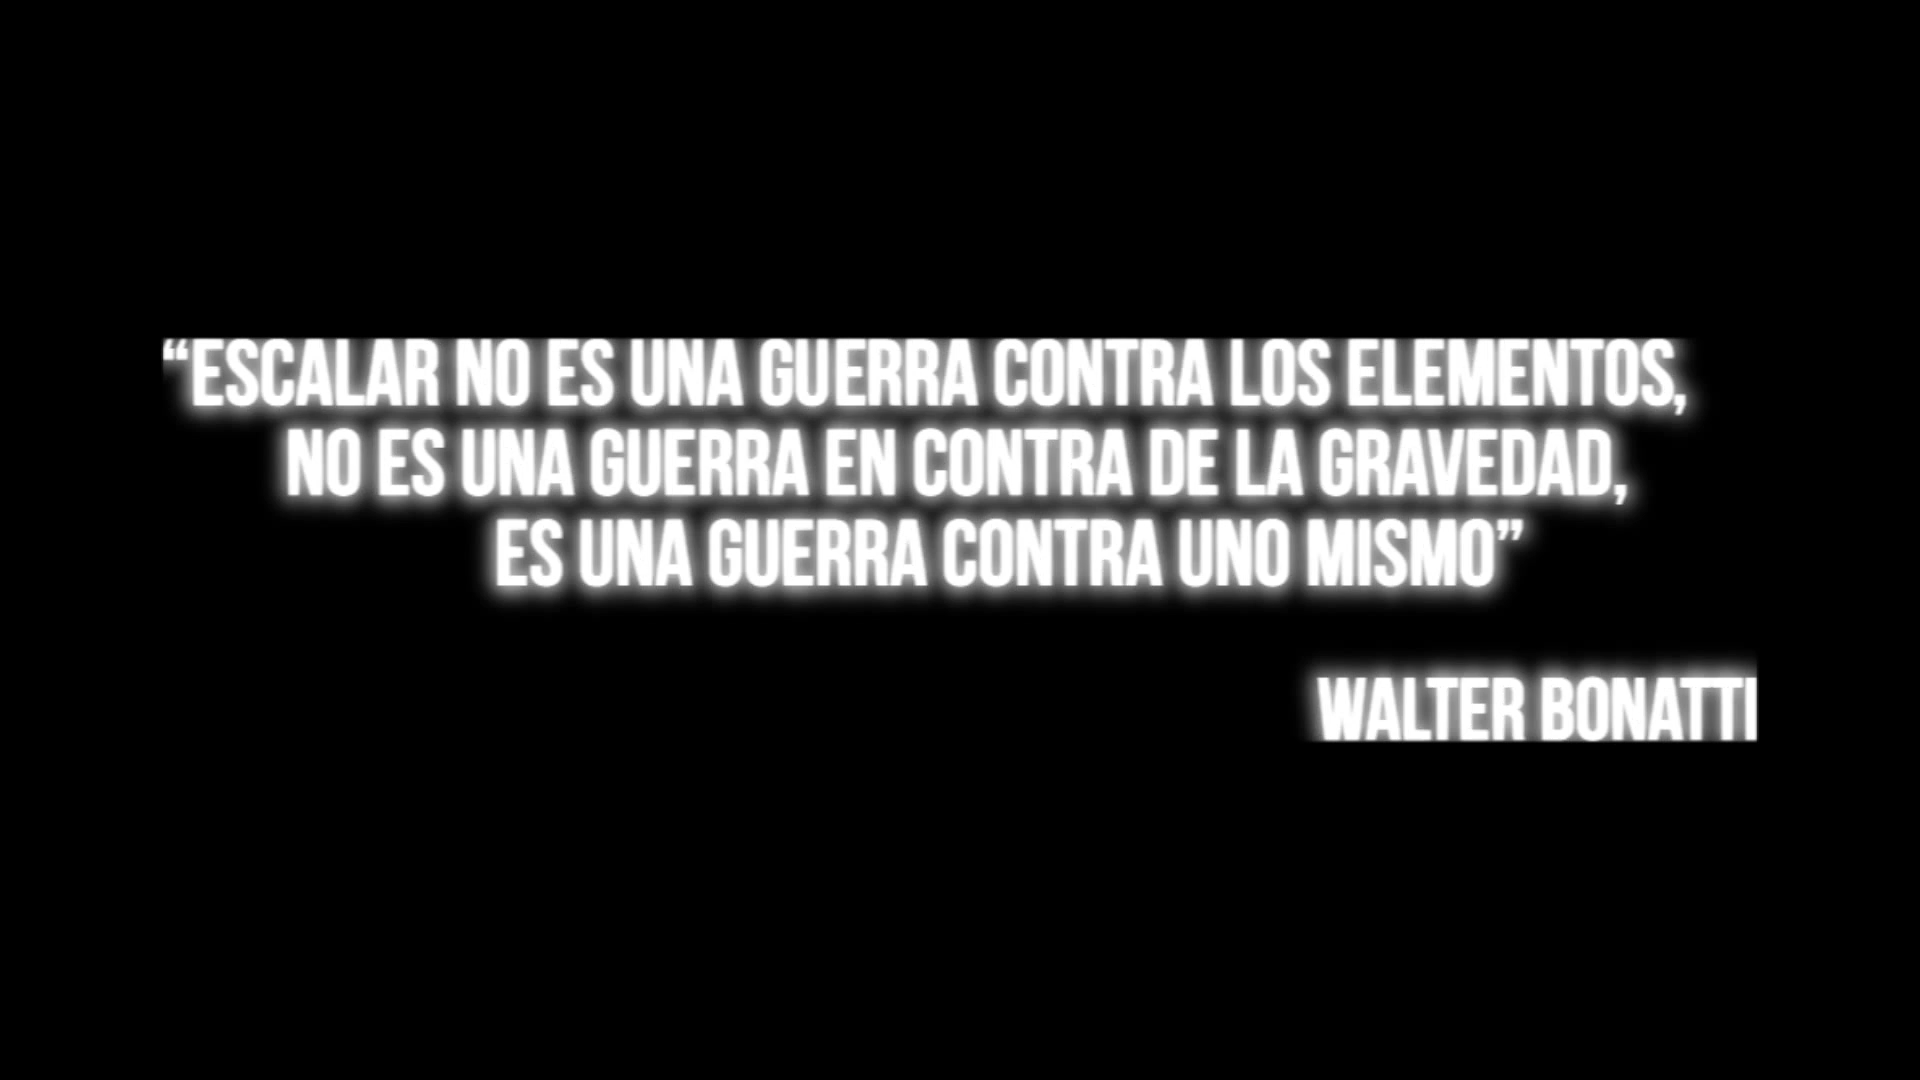 “ESCALAR NO ES UNA GUERRA CONTRA LOS ELEMENTOS,
NO ES UNA GUERRA EN CONTRA DE LA GRAVEDAD,
ES UNA GUERRA CONTRA UNO MISMO”
WALTER BONATTI